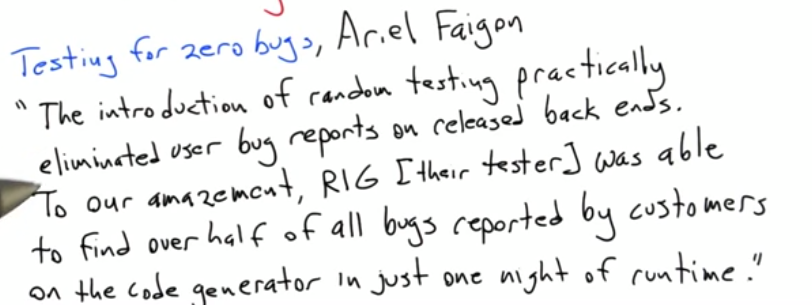 Testing for zero bugs, Ariel Faigon
"The introduction of random testing practically
eliminated user bug reports on released back ends.
To our amazement, RIG [their tester] was able
to find over half of all bugs reported by customers
on the code generator in just one night of runtime."